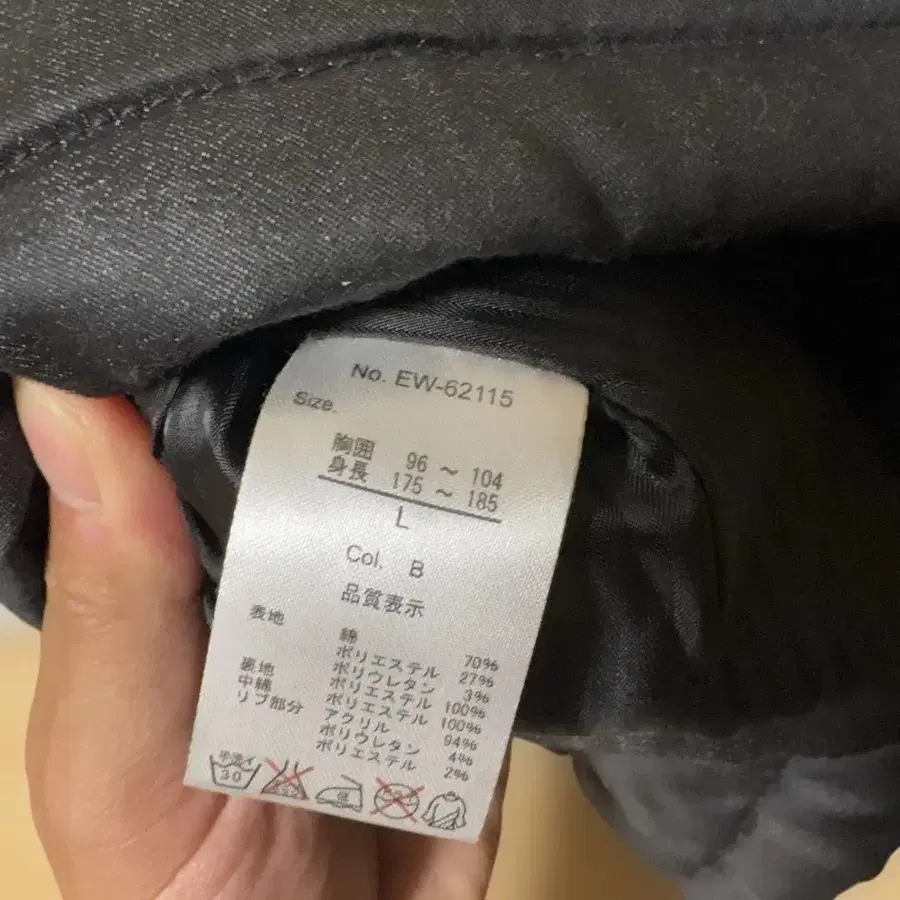 No. EW-62115
Size.
胸囲 96 ~ 104
身長 175 ~ 185
L
Col. B
品質表示
表地 綿 70%
ポリエステル 27%
ポリウレタン 3%
裏地 ポリエステル 100%
中綿 ポリエステル 100%
リブ部分 アクリル 94%
ポリウレタン 4%
ポリエステル 2%
手洗イ
30
低